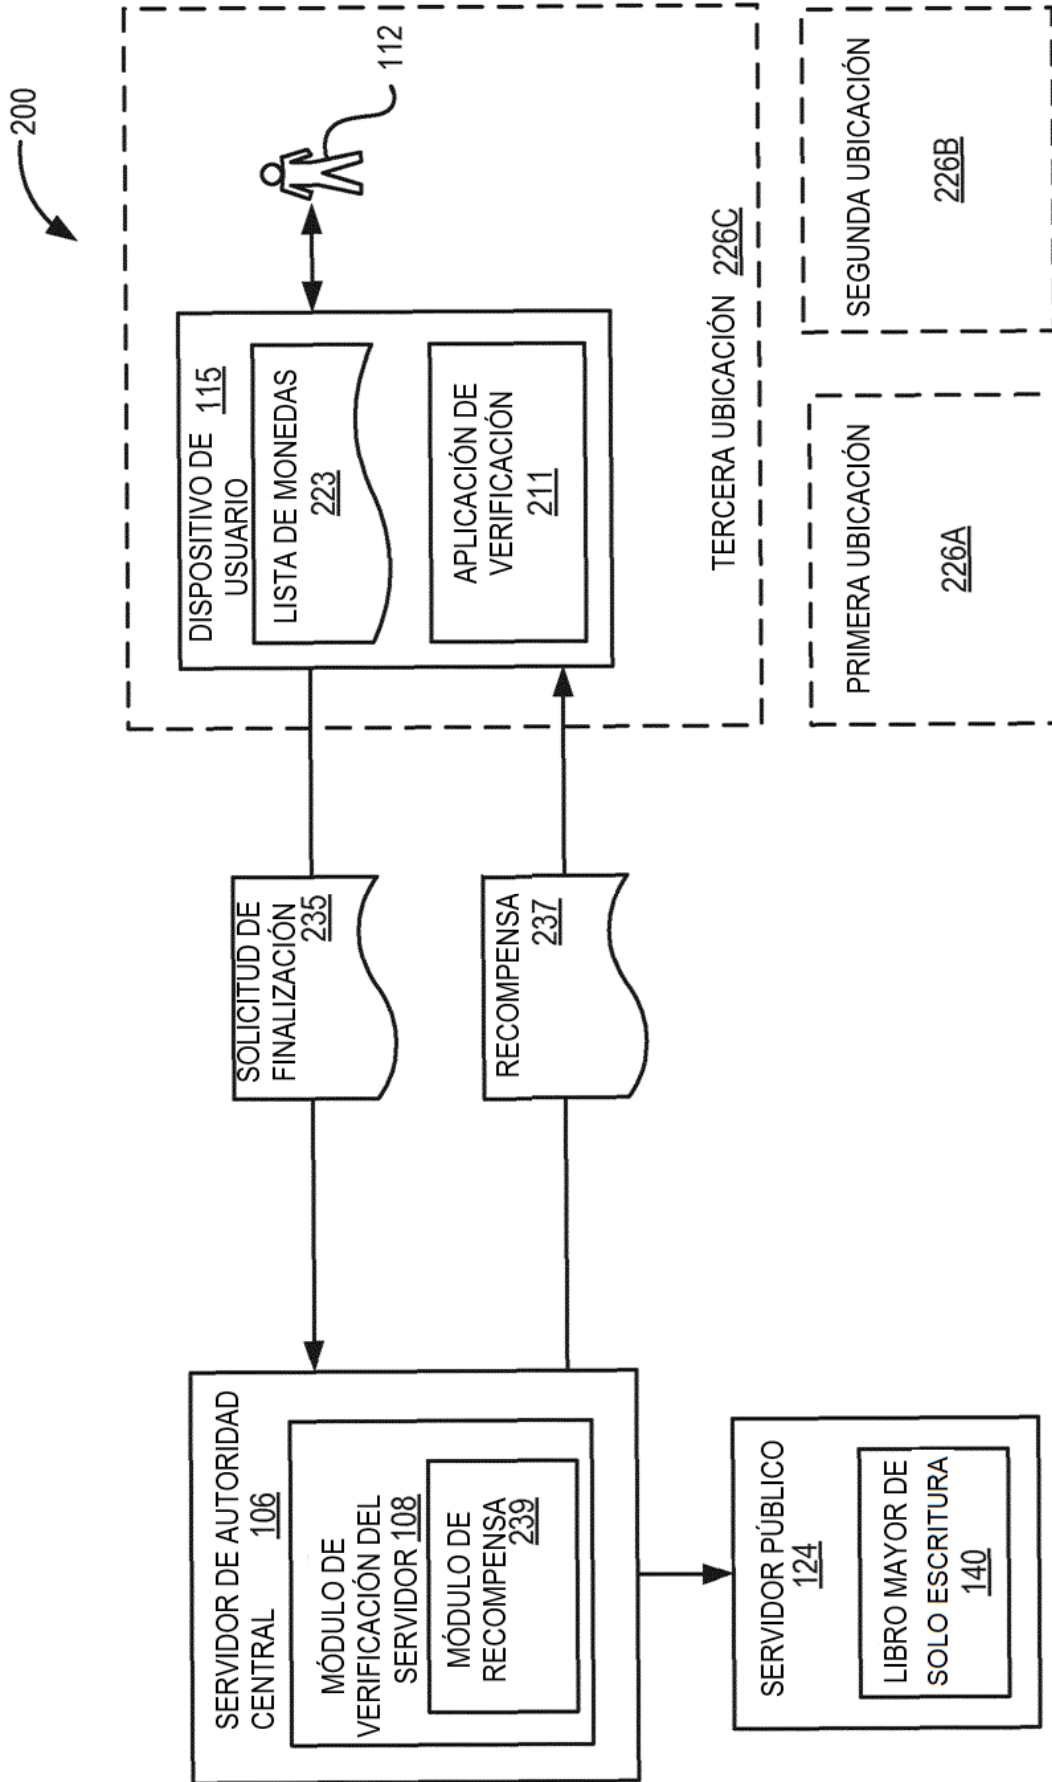 200
SERVIDOR DE AUTORIDAD
CENTRAL
106
MÓDULO DE
VERIFICACIÓN DEL
SERVIDOR 108
MÓDULO DE
RECOMPENSA
239
SERVIDOR PÚBLICO
124
LIBRO MAYOR DE
SOLO ESCRITURA
140
SOLICITUD DE
FINALIZACIÓN
235
RECOMPENSA
237
DISPOSITIVO DE
USUARIO
115
LISTA DE MONEDAS
223
APLICACIÓN DE
VERIFICACIÓN
211
112
TERCERA UBICACIÓN 226C
PRIMERA UBICACIÓN
226A
SEGUNDA UBICACIÓN
226B